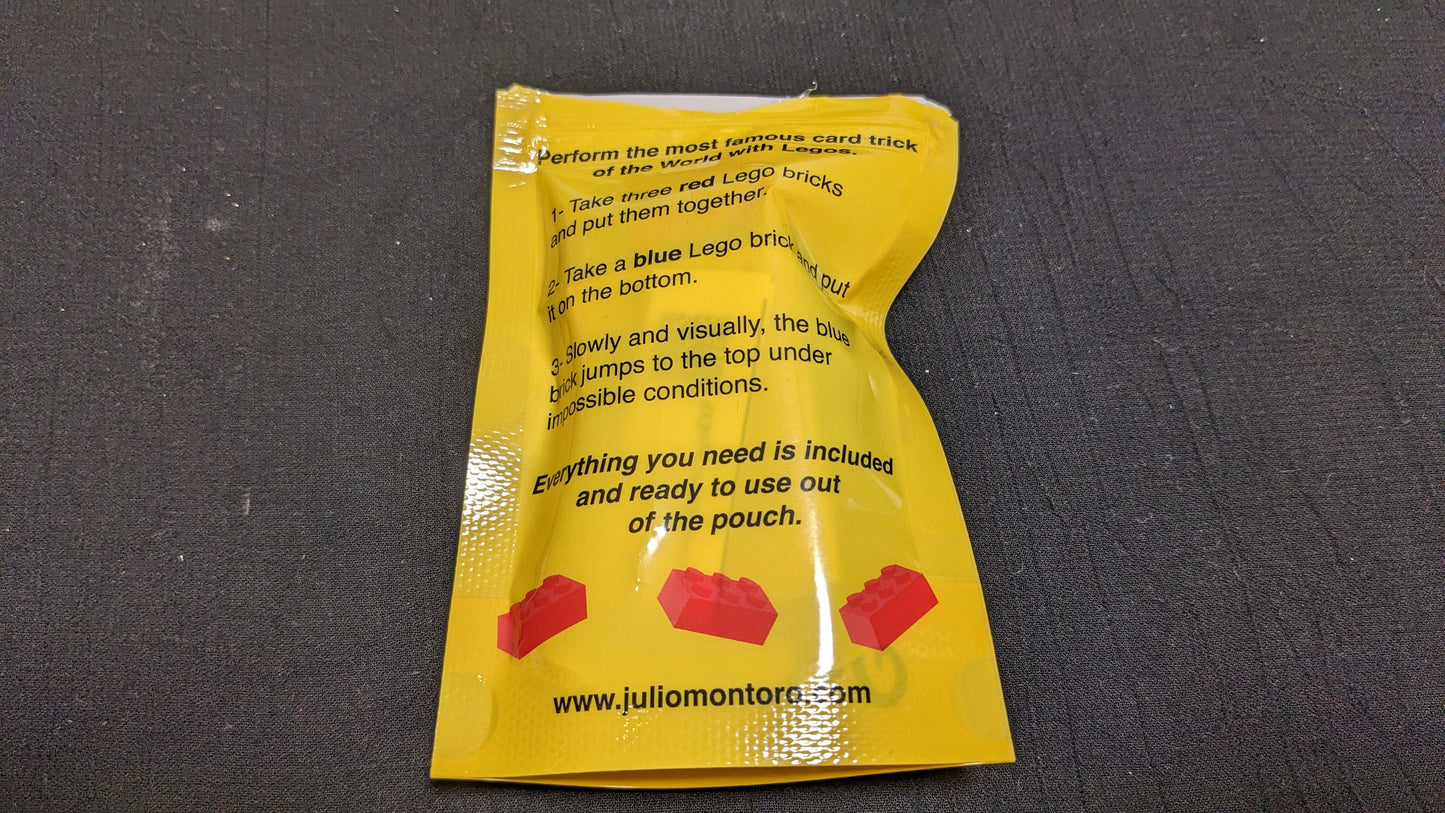 Perform the most famous card trick
of the World with Legos.
1- Take three red Lego bricks
and put them together.
2- Take a blue Lego brick and put
it on the bottom.
3- Slowly and visually, the blue
brick jumps to the top under
impossible conditions.
Everything you need is included
and ready to use out
of the pouch.
www.juliomontoro.com